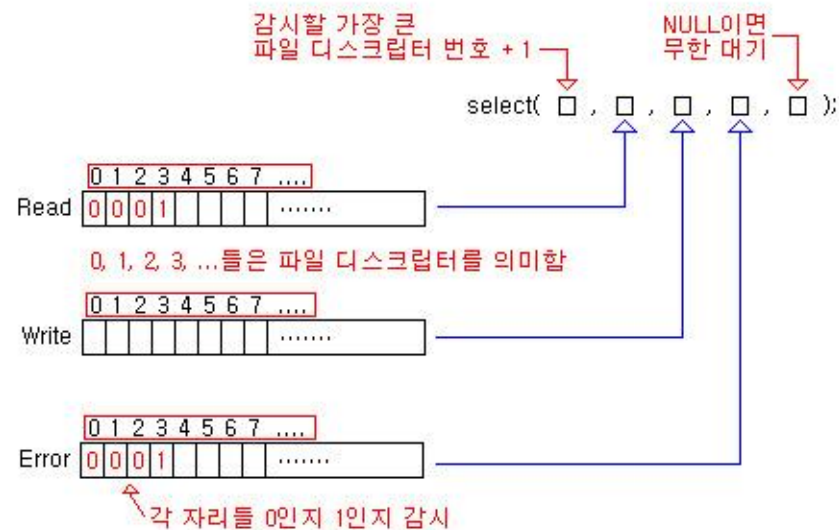 감시할 가장 큰
파일 디스크립터 번호 + 1
NULL이면
무한 대기
select( □ , □ , □ , □ , □ );
0 1 2 3 4 5 6 7 ....
Read 0 0 0 1 .......
0, 1, 2, 3, ...들은 파일 디스크립터를 의미함
0 1 2 3 4 5 6 7 ....
Write .......
0 1 2 3 4 5 6 7 ....
Error 0 0 0 1 .......
각 자리들 0인지 1인지 감시